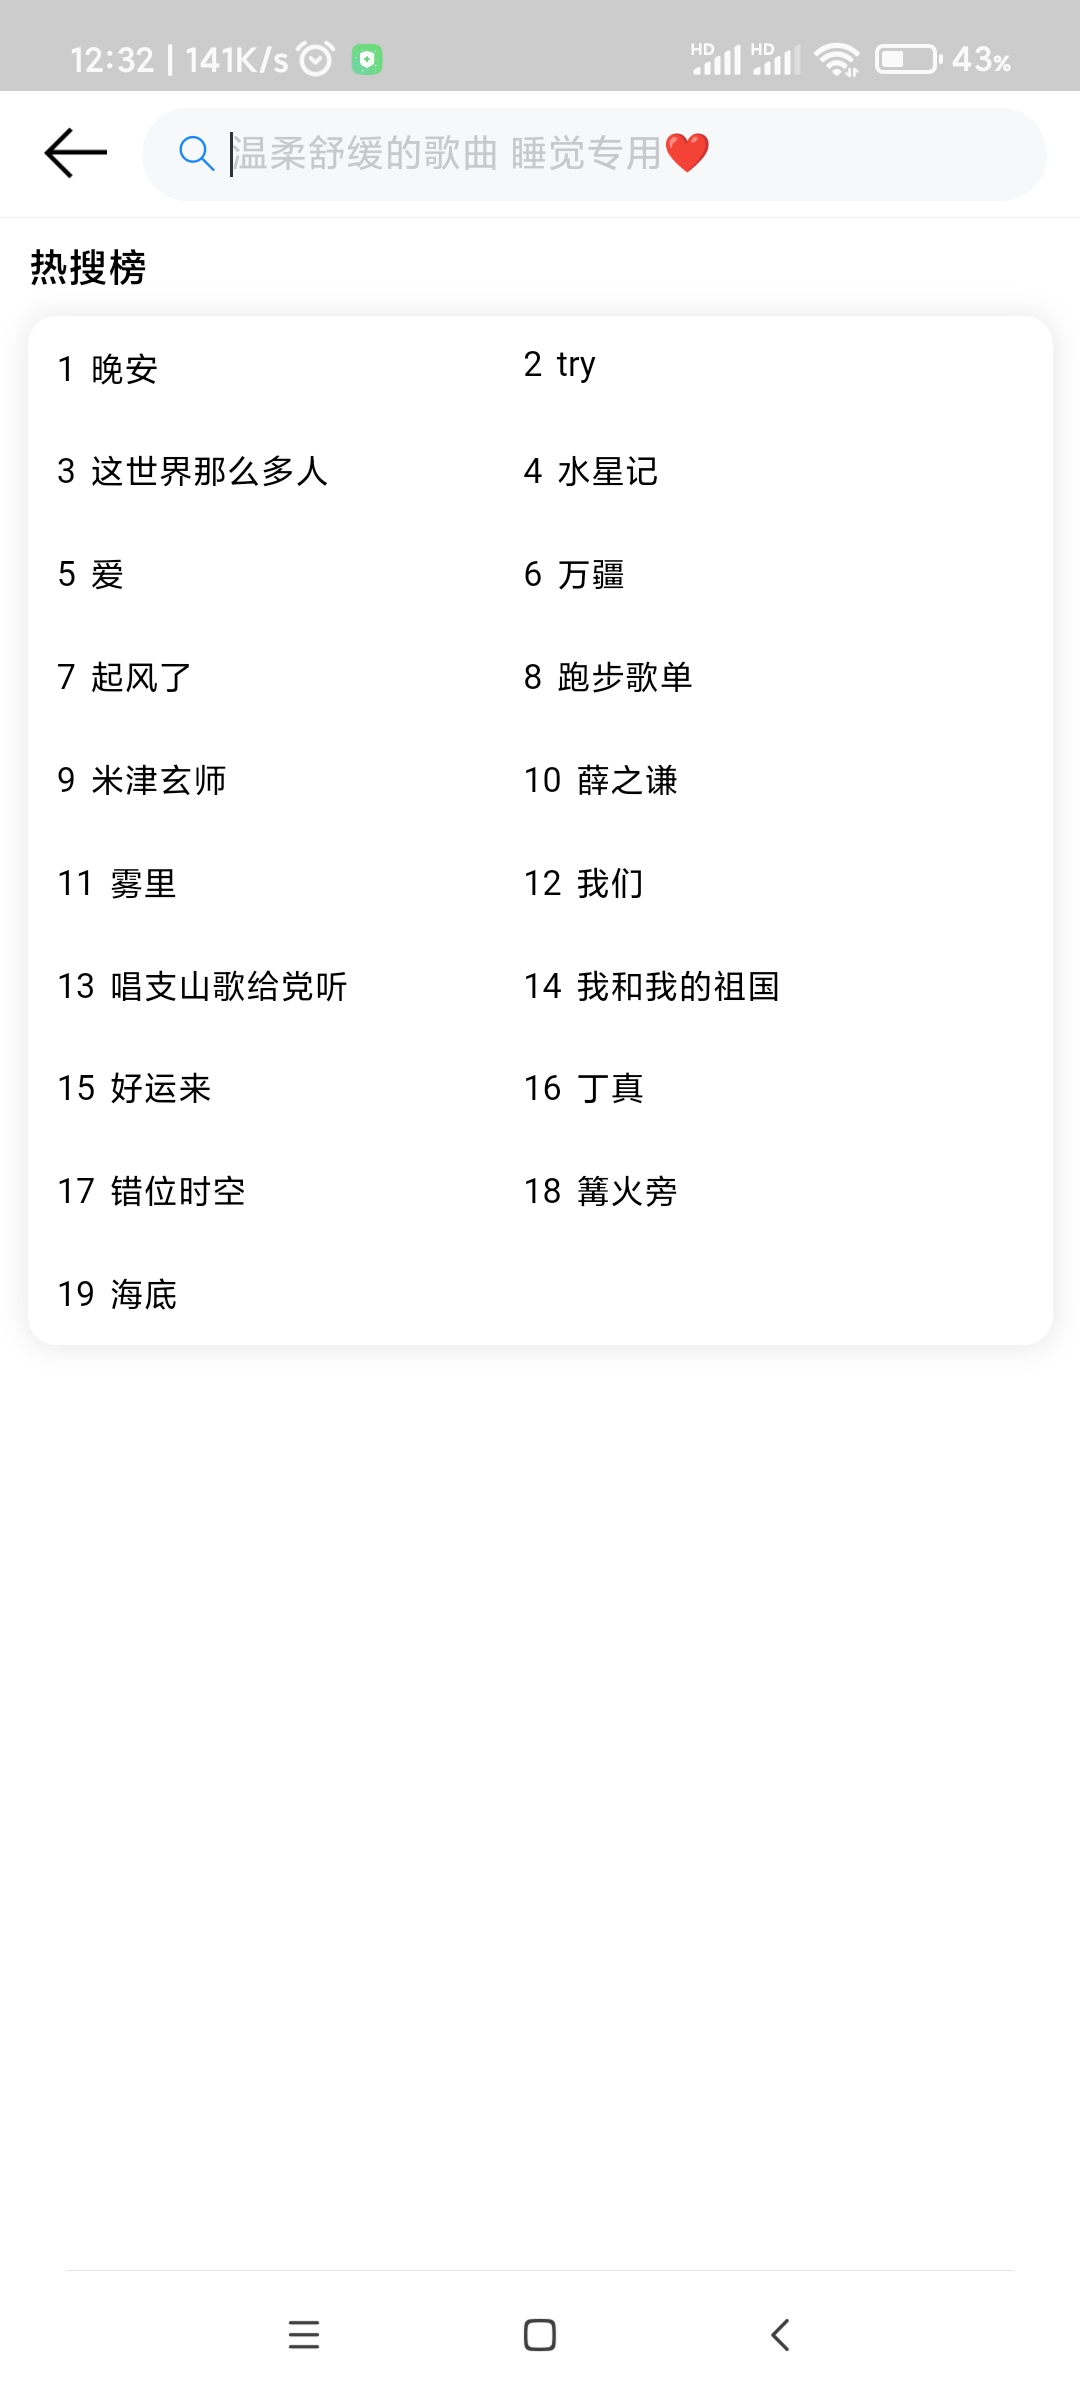 12:32 | 141K/s HD HD 43%
温柔舒缓的歌曲 睡觉专用❤️
热搜榜
1 晚安
2 try
3 这世界那么多人
4 水星记
5 爱
6 万疆
7 起风了
8 跑步歌单
9 米津玄师
10 薛之谦
11 雾里
12 我们
13 唱支山歌给党听
14 我和我的祖国
15 好运来
16 丁真
17 错位时空
18 篝火旁
19 海底